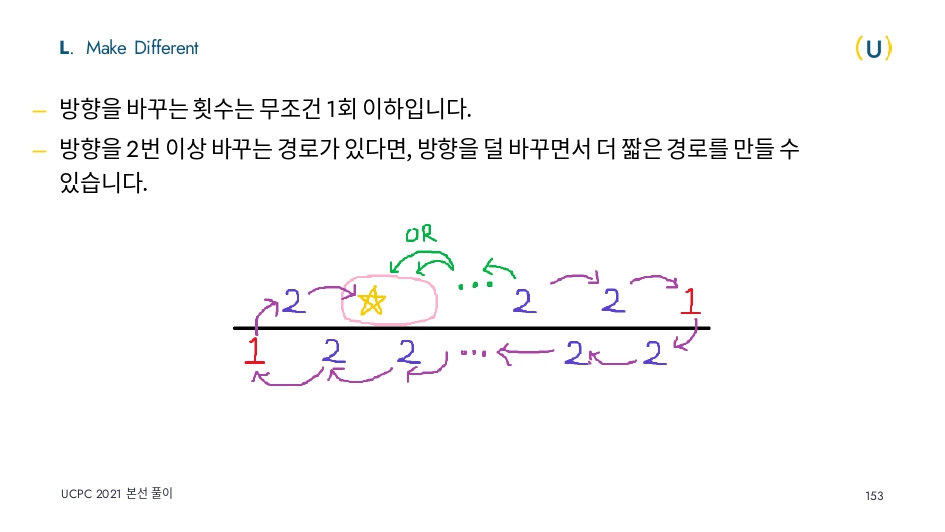 L. Make Different
(U)
– 방향을 바꾸는 횟수는 무조건 1회 이하입니다.
– 방향을 2번 이상 바꾸는 경로가 있다면, 방향을 덜 바꾸면서 더 짧은 경로를 만들 수
있습니다.
OR
2 ... 2 2 1
1 2 2 ... 2 2
UCPC 2021 본선 풀이
153